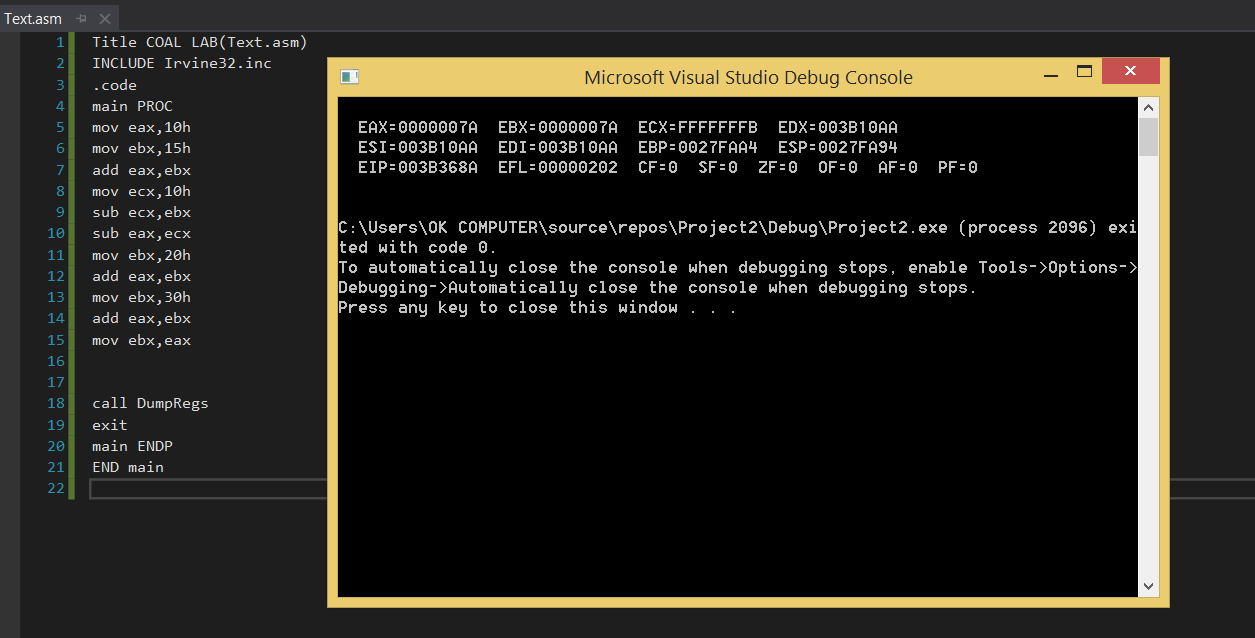 Text.asm
1 Title COAL LAB(Text.asm)
2 INCLUDE Irvine32.inc
3 .code
4 main PROC
5 mov eax,10h
6 mov ebx,15h
7 add eax,ebx
8 mov ecx,10h
9 sub ecx,ebx
10 sub eax,ecx
11 mov ebx,20h
12 add eax,ebx
13 mov ebx,30h
14 add eax,ebx
15 mov ebx,eax
16
17
18 call DumpRegs
19 exit
20 main ENDP
21 END main
22
Microsoft Visual Studio Debug Console
EAX=0000007A EBX=0000007A ECX=FFFFFFFB EDX=003B10AA
ESI=003B10AA EDI=003B10AA EBP=0027FAA4 ESP=0027FA94
EIP=003B368A EFL=00000202 CF=0 SF=0 ZF=0 OF=0 AF=0 PF=0
C:\Users\OK COMPUTER\source\repos\Project2\Debug\Project2.exe (process 2096) exi
ted with code 0.
To automatically close the console when debugging stops, enable Tools->Options->
Debugging->Automatically close the console when debugging stops.
Press any key to close this window . . .